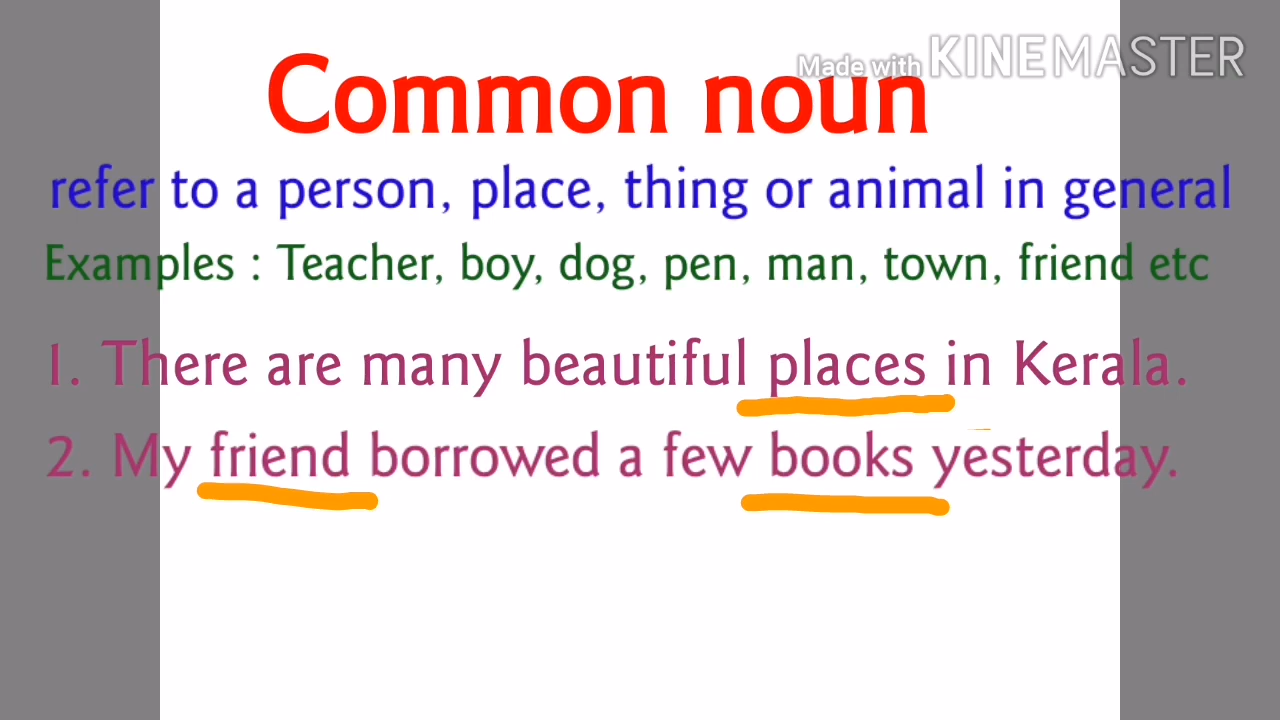 Made with KINEMASTER
Common noun
refer to a person, place, thing or animal in general
Examples : Teacher, boy, dog, pen, man, town, friend etc
1. There are many beautiful places in Kerala.
2. My friend borrowed a few books yesterday.